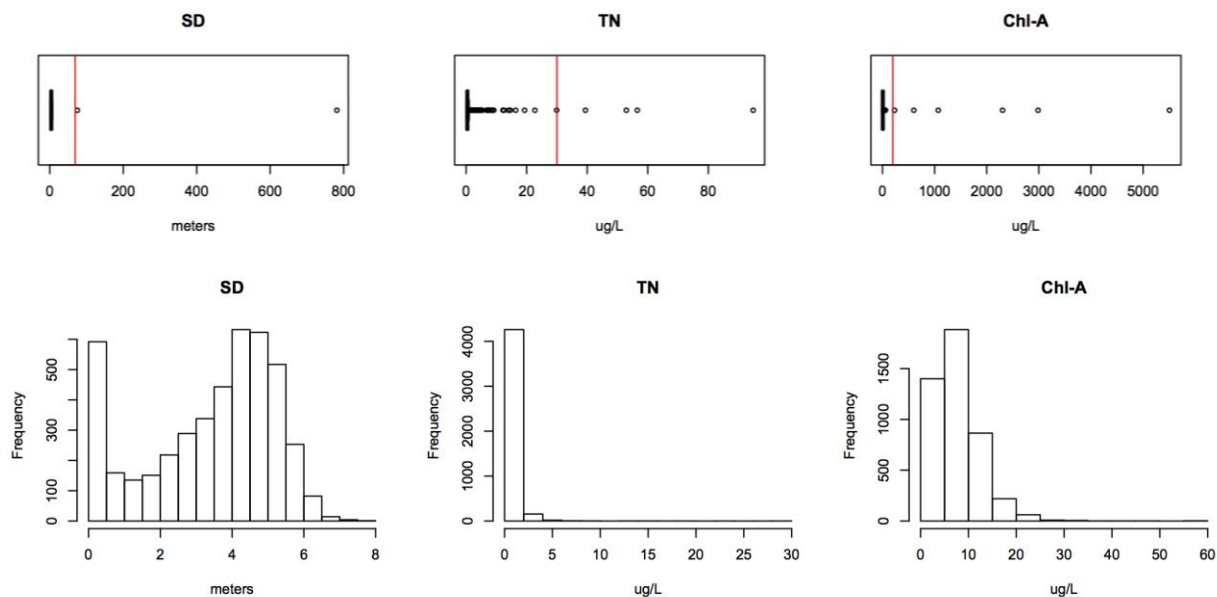 SD TN Chl-A
0 200 400 600 800 0 20 40 60 80 0 1000 2000 3000 4000 5000
meters ug/L ug/L
SD TN Chl-A
Frequency Frequency Frequency
0 100 300 500 0 1000 2000 3000 4000 0 500 1000 1500
0 2 4 6 8 0 5 10 15 20 25 30 0 10 20 30 40 50 60
meters ug/L ug/L